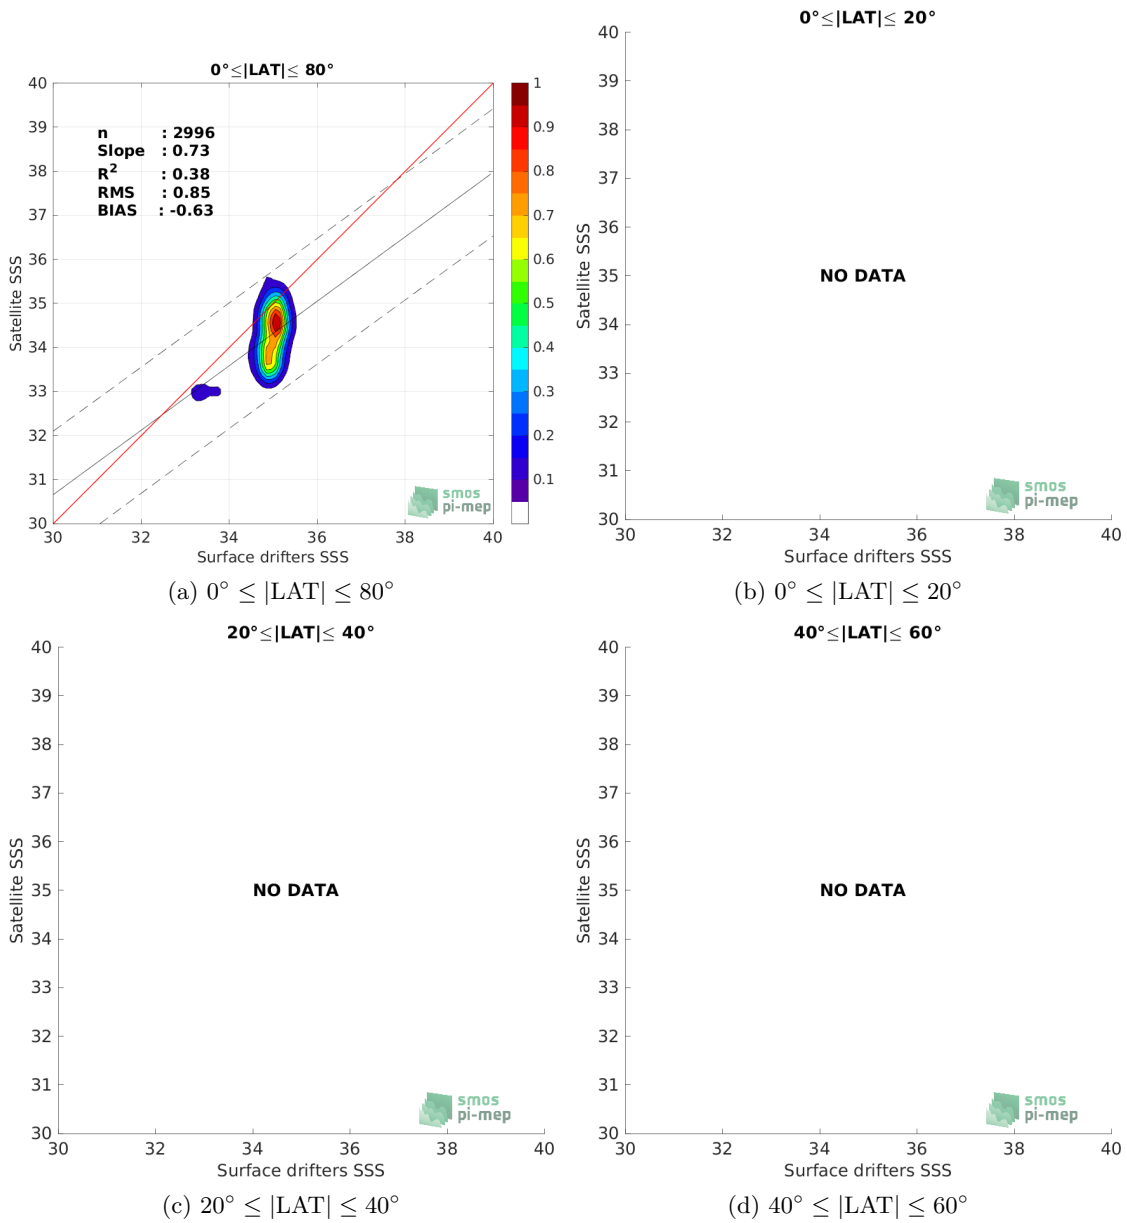 0°≤|LAT|≤ 80°
40
39
38
37
36
35
34
33
32
31
30
Satellite SSS
n : 2996
Slope : 0.73
R2 : 0.38
RMS : 0.85
BIAS : -0.63
smos
pi-mep
30 32 34 36 38 40
Surface drifters SSS
1
0.9
0.8
0.7
0.6
0.5
0.4
0.3
0.2
0.1
(a) 0° ≤ |LAT| ≤ 80°
0°≤|LAT|≤ 20°
40
39
38
37
36
35
34
33
32
31
30
Satellite SSS
NO DATA
smos
pi-mep
30 32 34 36 38 40
Surface drifters SSS
(b) 0° ≤ |LAT| ≤ 20°
20°≤|LAT|≤ 40°
40
39
38
37
36
35
34
33
32
31
30
Satellite SSS
NO DATA
smos
pi-mep
30 32 34 36 38 40
Surface drifters SSS
(c) 20° ≤ |LAT| ≤ 40°
40°≤|LAT|≤ 60°
40
39
38
37
36
35
34
33
32
31
30
Satellite SSS
NO DATA
smos
pi-mep
30 32 34 36 38 40
Surface drifters SSS
(d) 40° ≤ |LAT| ≤ 60°